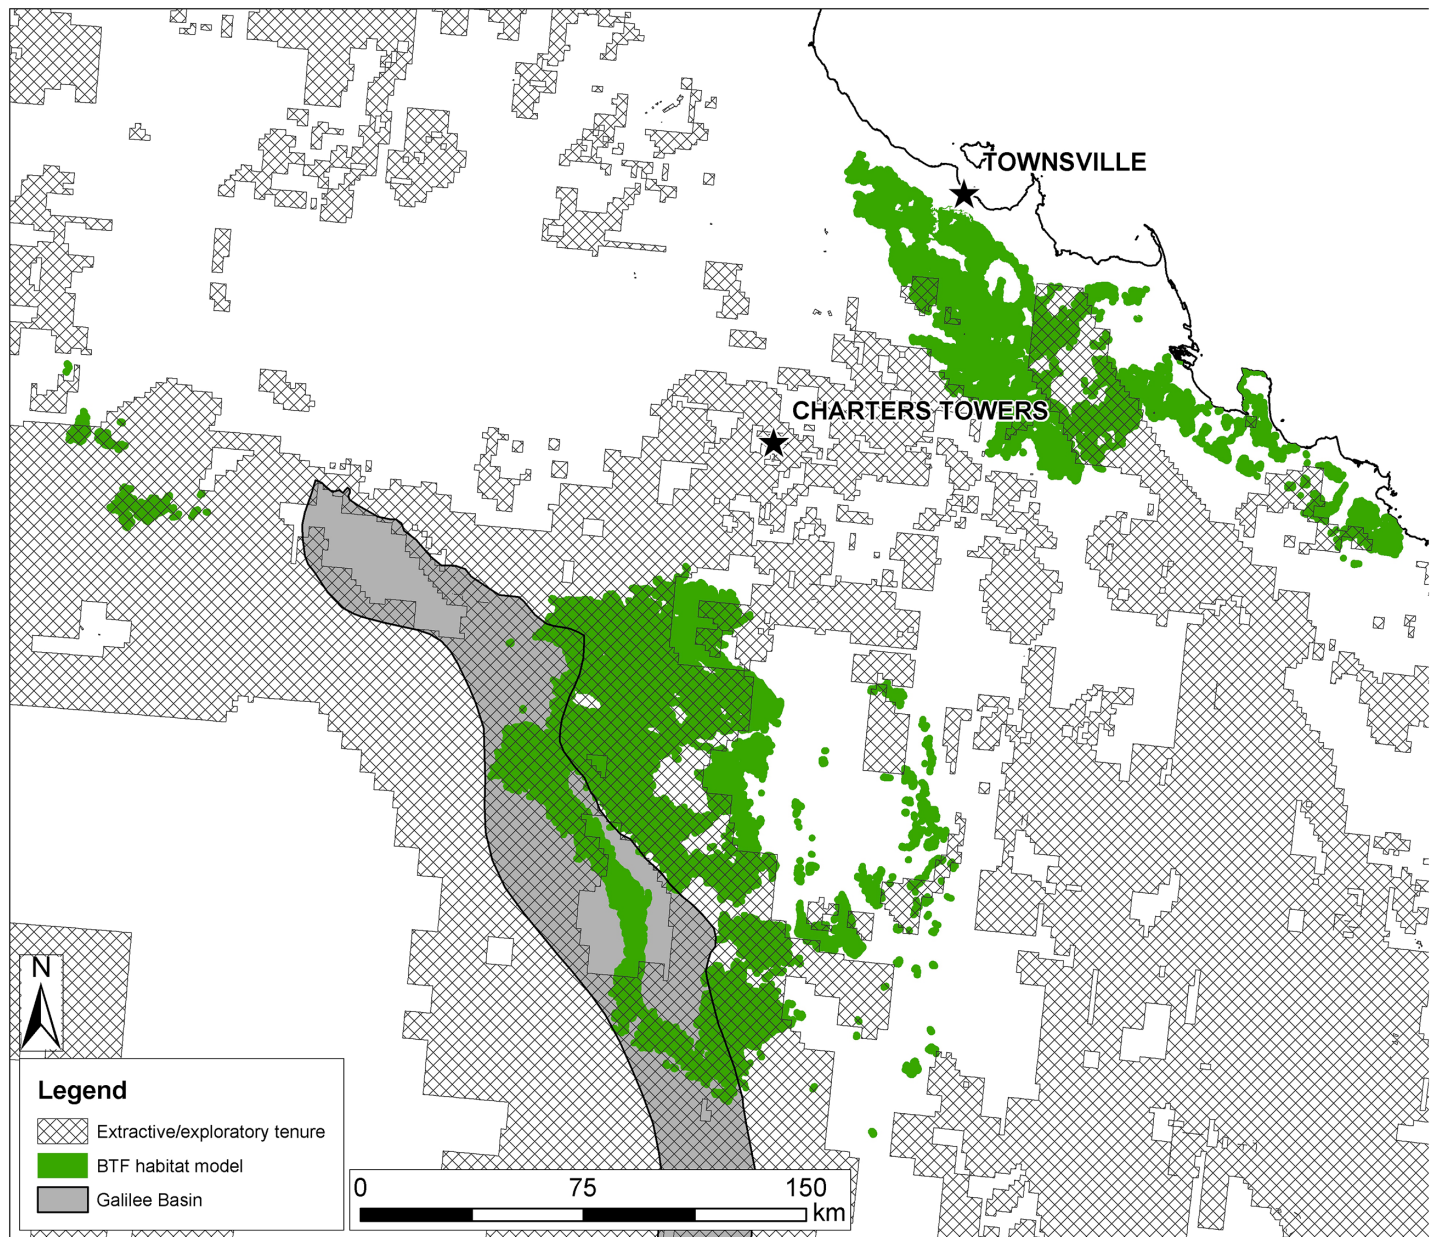 TOWNSVILLE
CHARTERS TOWERS
N
Legend
Extractive/exploratory tenure
BTF habitat model
Galilee Basin
0 75 150
km